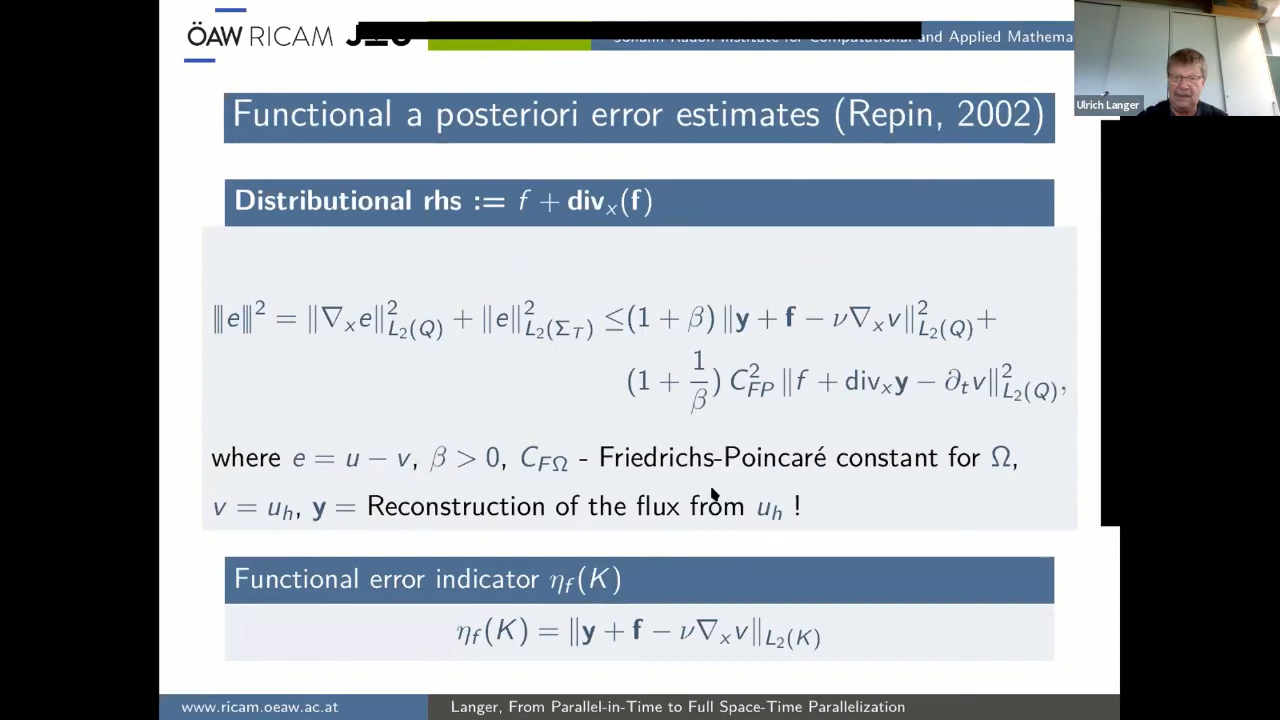 ÖAW RICAM
Johann Radon Institute for Computational and Applied Mathema
Ulrich Langer
Functional a posteriori error estimates (Repin, 2002)
Distributional rhs := f + div_x(f)
|||e|||² = ‖∇_x e‖²_{L₂(Q)} + ‖e‖²_{L₂(Σ_T)} ≤ (1 + β) ‖y + f − ν∇_x v‖²_{L₂(Q)} +
(1 + 1/β) C²_{FP} ‖f + div_x y − ∂_t v‖²_{L₂(Q)},
where e = u − v, β > 0, C_{FΩ} - Friedrichs-Poincaré constant for Ω,
v = u_h, y = Reconstruction of the flux from u_h !
Functional error indicator η_f(K)
η_f(K) = ‖y + f − ν∇_x v‖_{L₂(K)}
www.ricam.oeaw.ac.at
Langer, From Parallel-in-Time to Full Space-Time Parallelization